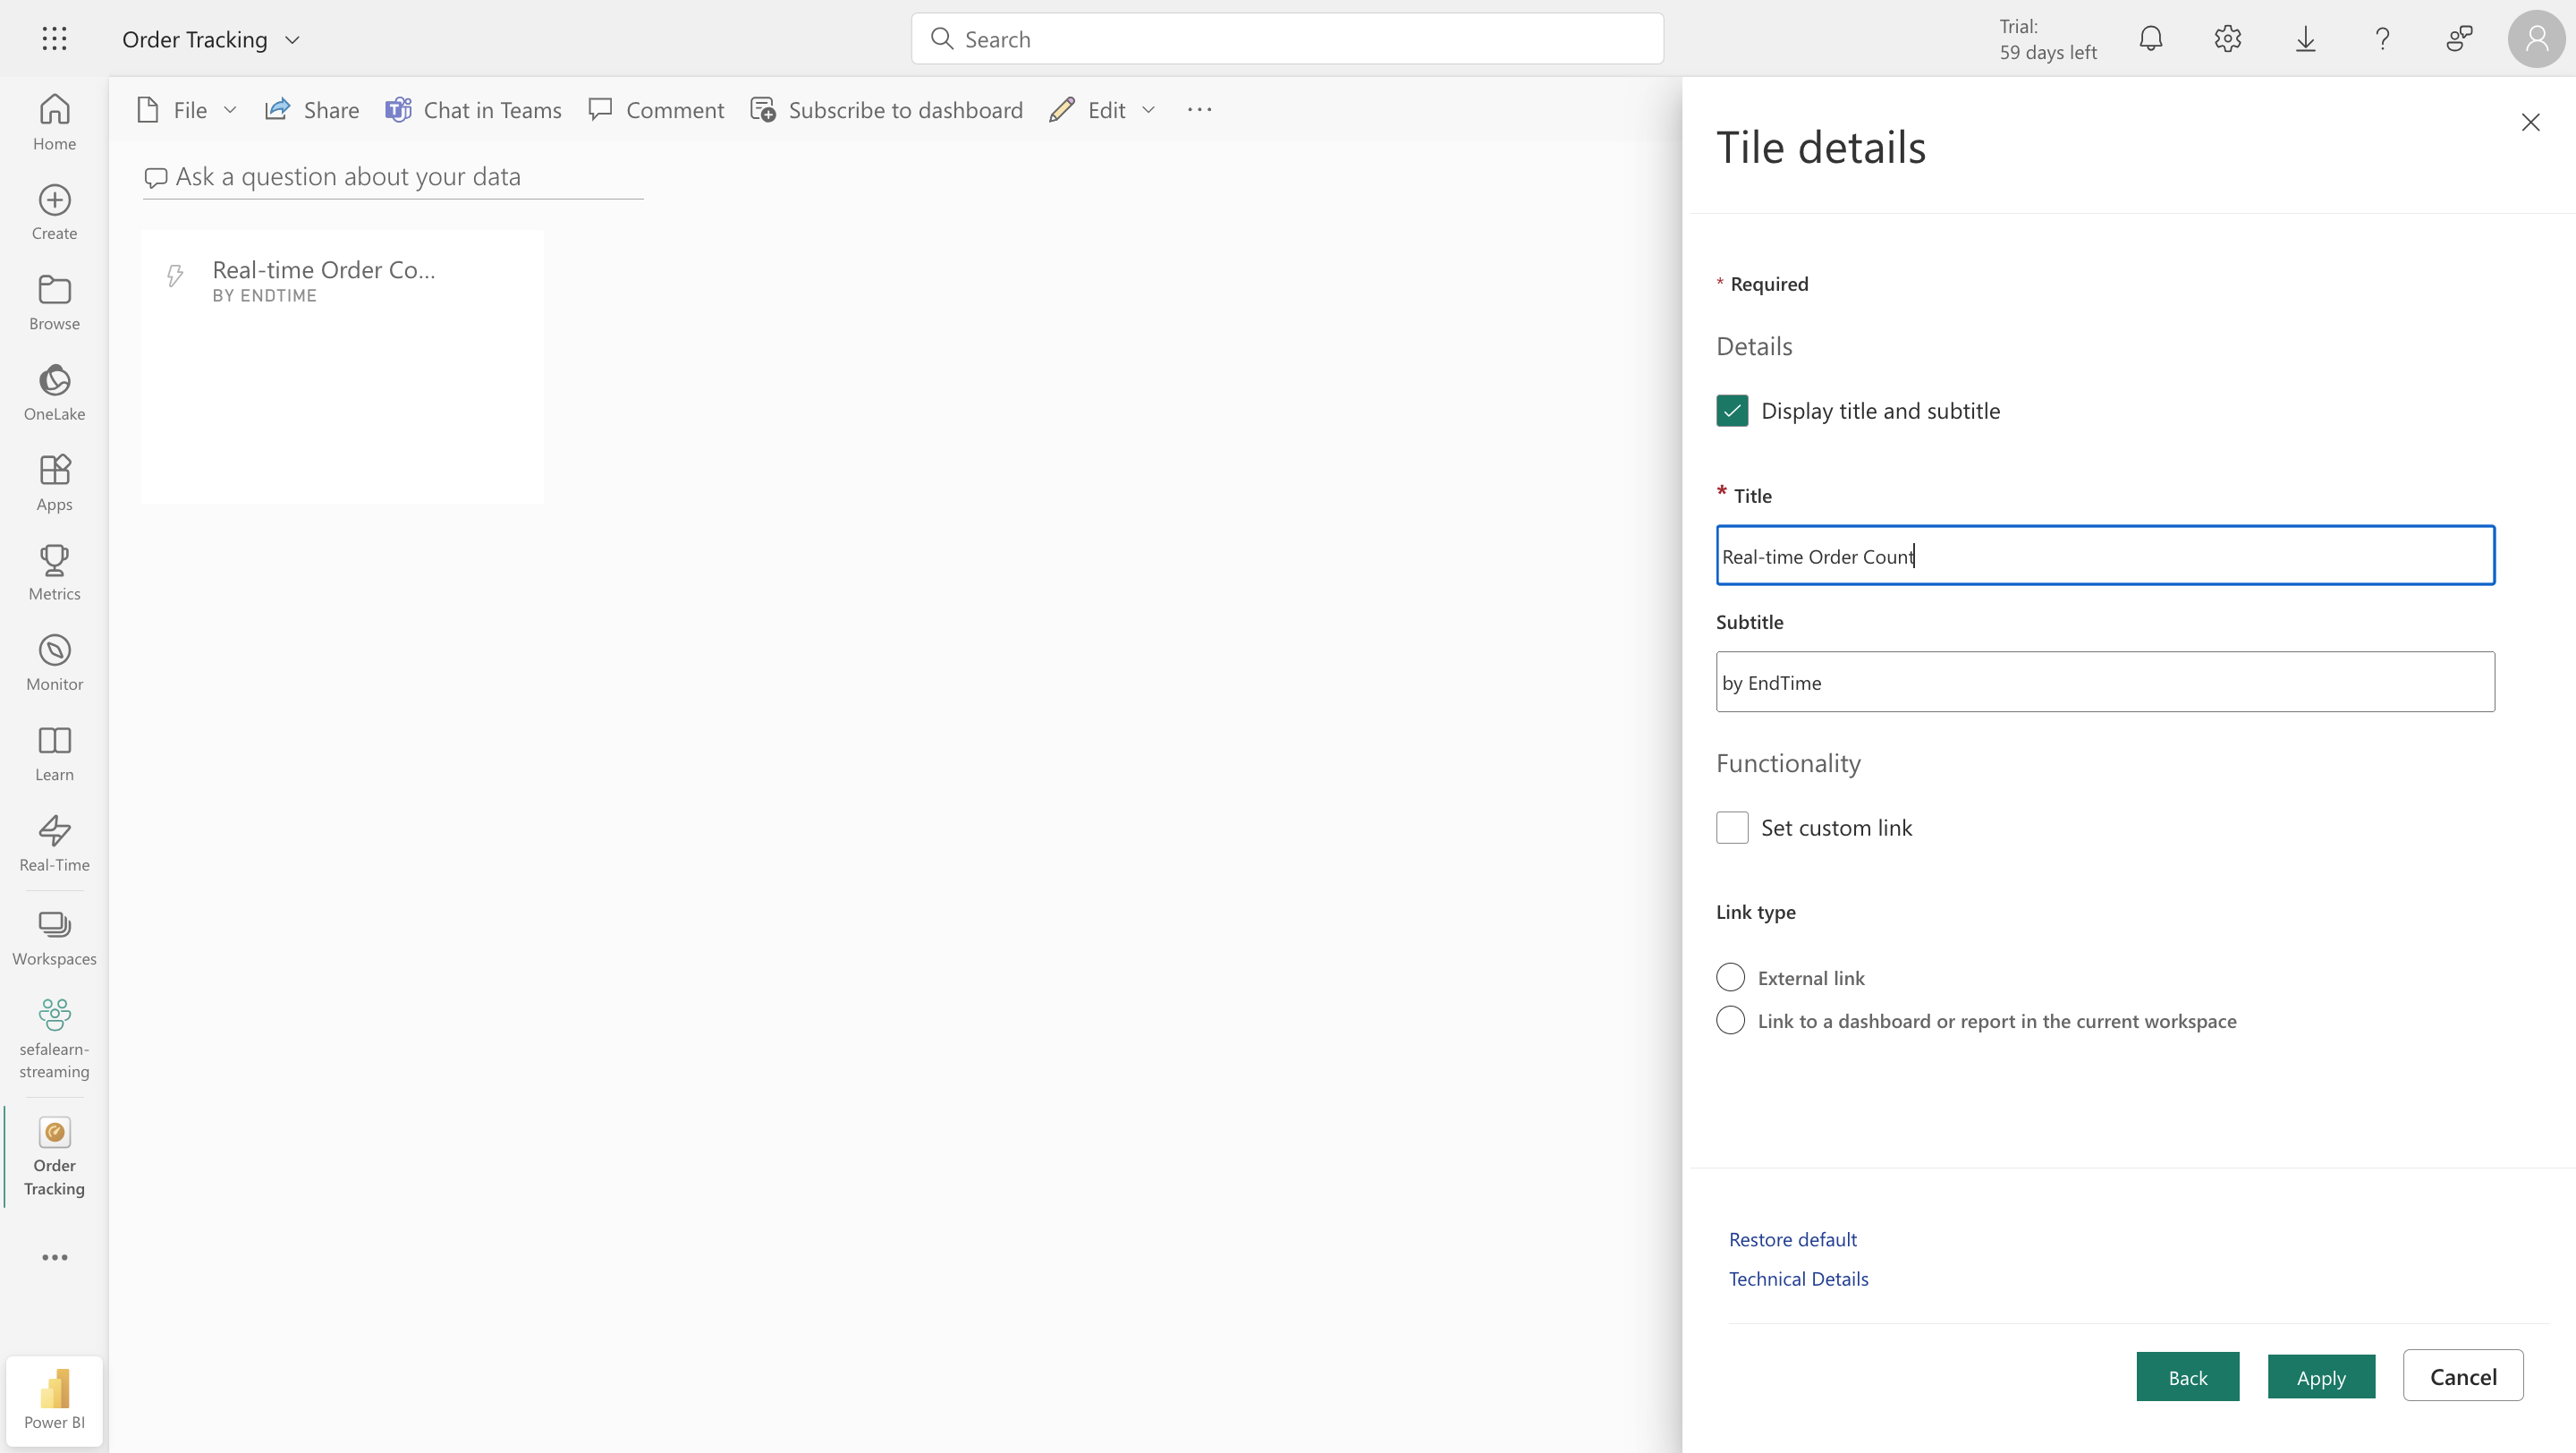 Order Tracking
Search
Trial:
59 days left
Home
Create
Browse
OneLake
Apps
Metrics
Monitor
Learn
Real-Time
Workspaces
sefalearn-
streaming
Order
Tracking
Power BI
File
Share
Chat in Teams
Comment
Subscribe to dashboard
Edit
Ask a question about your data
Real-time Order Co...
BY ENDTIME
Tile details
* Required
Details
Display title and subtitle
* Title
Real-time Order Count
Subtitle
by EndTime
Functionality
Set custom link
Link type
External link
Link to a dashboard or report in the current workspace
Restore default
Technical Details
Back
Apply
Cancel